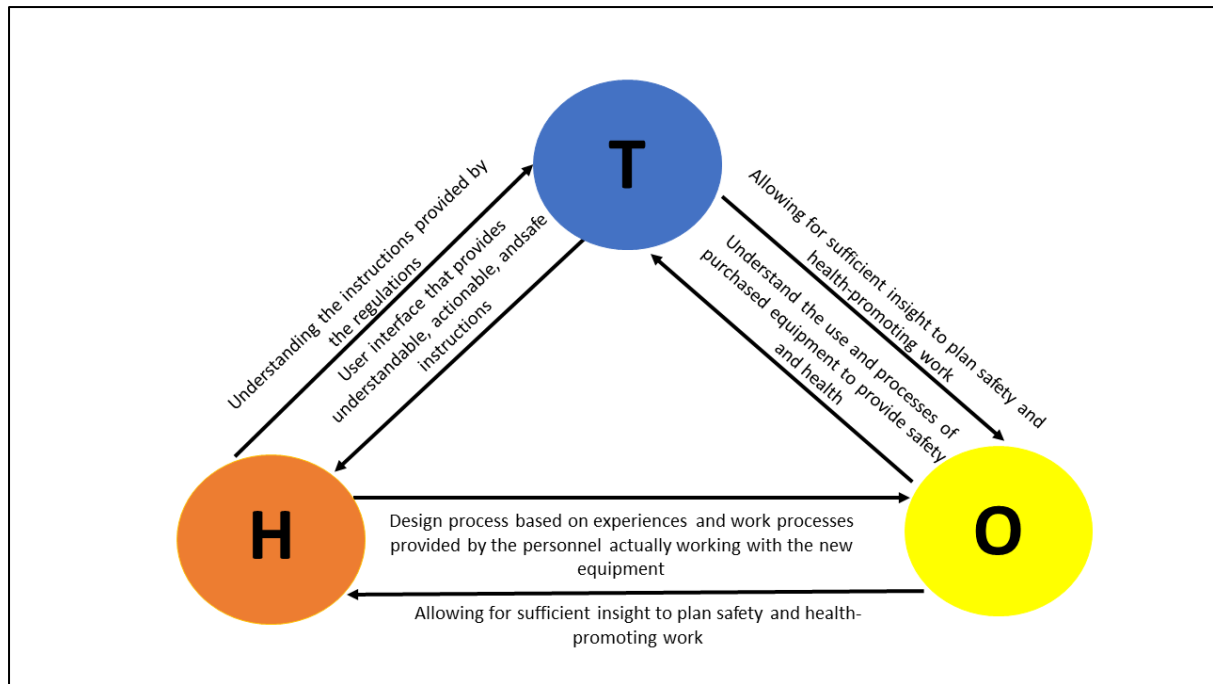 T
Understanding the instructions provided by
the regulations
User interface that provides
understandable, actionable, andsafe
instructions
Allowing for sufficient insight to plan safety and
health-promoting work
Understand the use and processes of
purchased equipment to provide safety
and health
H
O
Design process based on experiences and work processes
provided by the personnel actually working with the new
equipment
Allowing for sufficient insight to plan safety and health-
promoting work